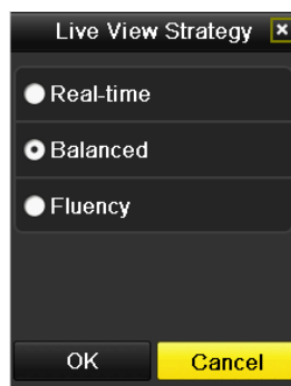 Live View Strategy
Real-time
Balanced
Fluency
OK
Cancel